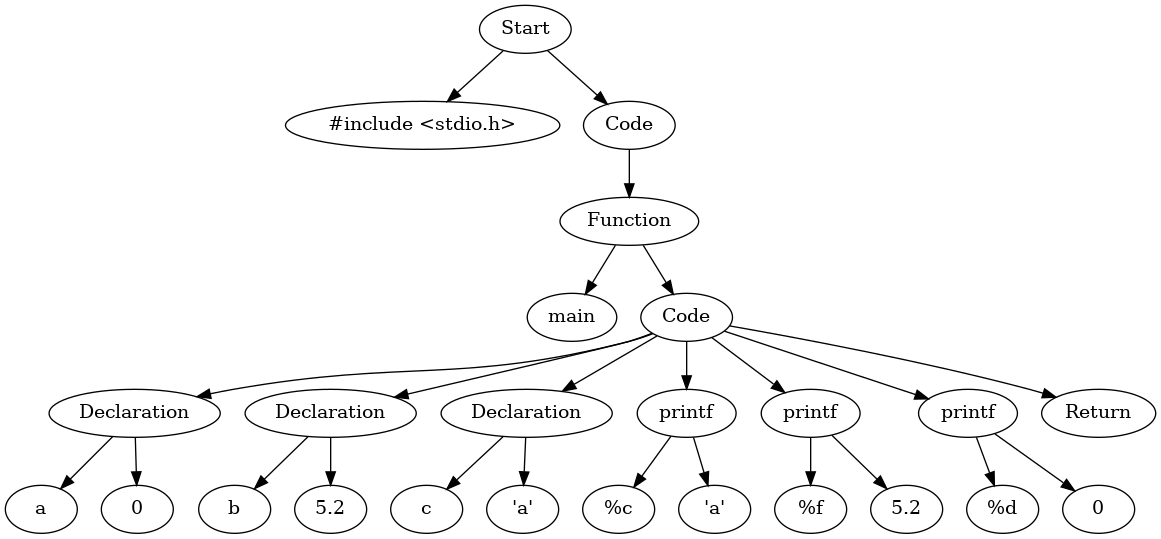 Start
#include <stdio.h>
Code
Function
main
Code
Declaration
Declaration
Declaration
printf
printf
printf
Return
a
0
b
5.2
c
'a'
%c
'a'
%f
5.2
%d
0